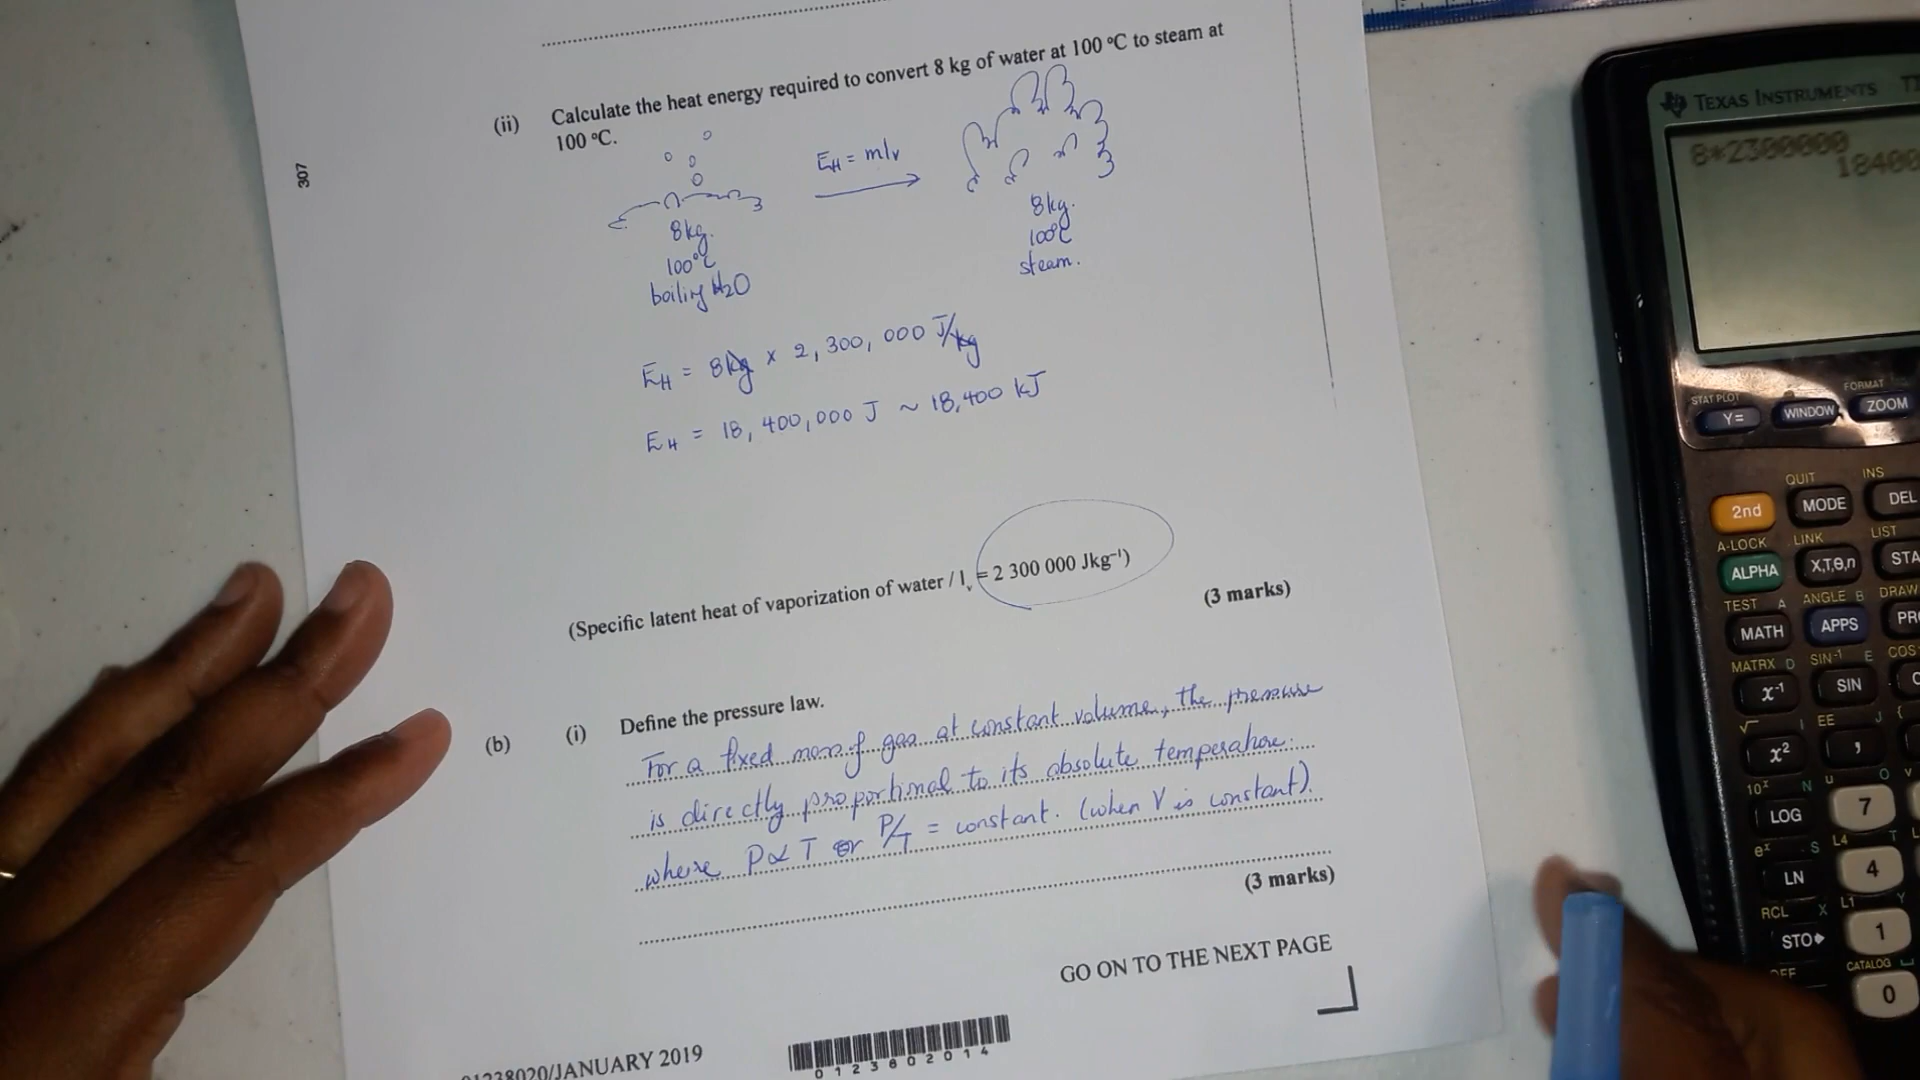 (ii) Calculate the heat energy required to convert 8 kg of water at 100 °C to steam at
100 °C.
307
E_H = mlv
8kg.
100°C
boiling H2O
8kg.
100°C
steam.
E_H = 8kg x 2,300,000 J/kg
E_H = 18,400,000 J ~ 18,400 kJ
(Specific latent heat of vaporization of water / l_v = 2 300 000 Jkg⁻¹)
(3 marks)
(b) (i) Define the pressure law.
For a fixed mass of gas at constant volume, the pressure
is directly proportional to its absolute temperature.
where P∝T or P/T = constant. (when V is constant).
(3 marks)
GO ON TO THE NEXT PAGE
01238020/JANUARY 2019
0123802014
TEXAS INSTRUMENTS TI
8*2300000
18400
STAT PLOT
FORMAT
Y= WINDOW ZOOM
QUIT INS
2nd MODE DEL
A-LOCK LINK LIST
ALPHA X,T,θ,n STA
TEST A ANGLE B DRAW
MATH APPS PR
MATRX D SIN⁻¹ E COS
x⁻¹ SIN C
√ I EE J {
x² ,
10ˣ N u O v
LOG 7
eˣ S L4 T L
LN 4
RCL X L1 Y
STO▸ 1
OFF CATALOG
0